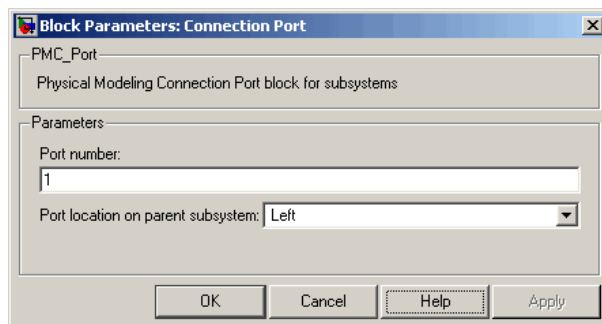 Block Parameters: Connection Port
PMC_Port
Physical Modeling Connection Port block for subsystems
Parameters
Port number:
1
Port location on parent subsystem: Left
OK Cancel Help Apply